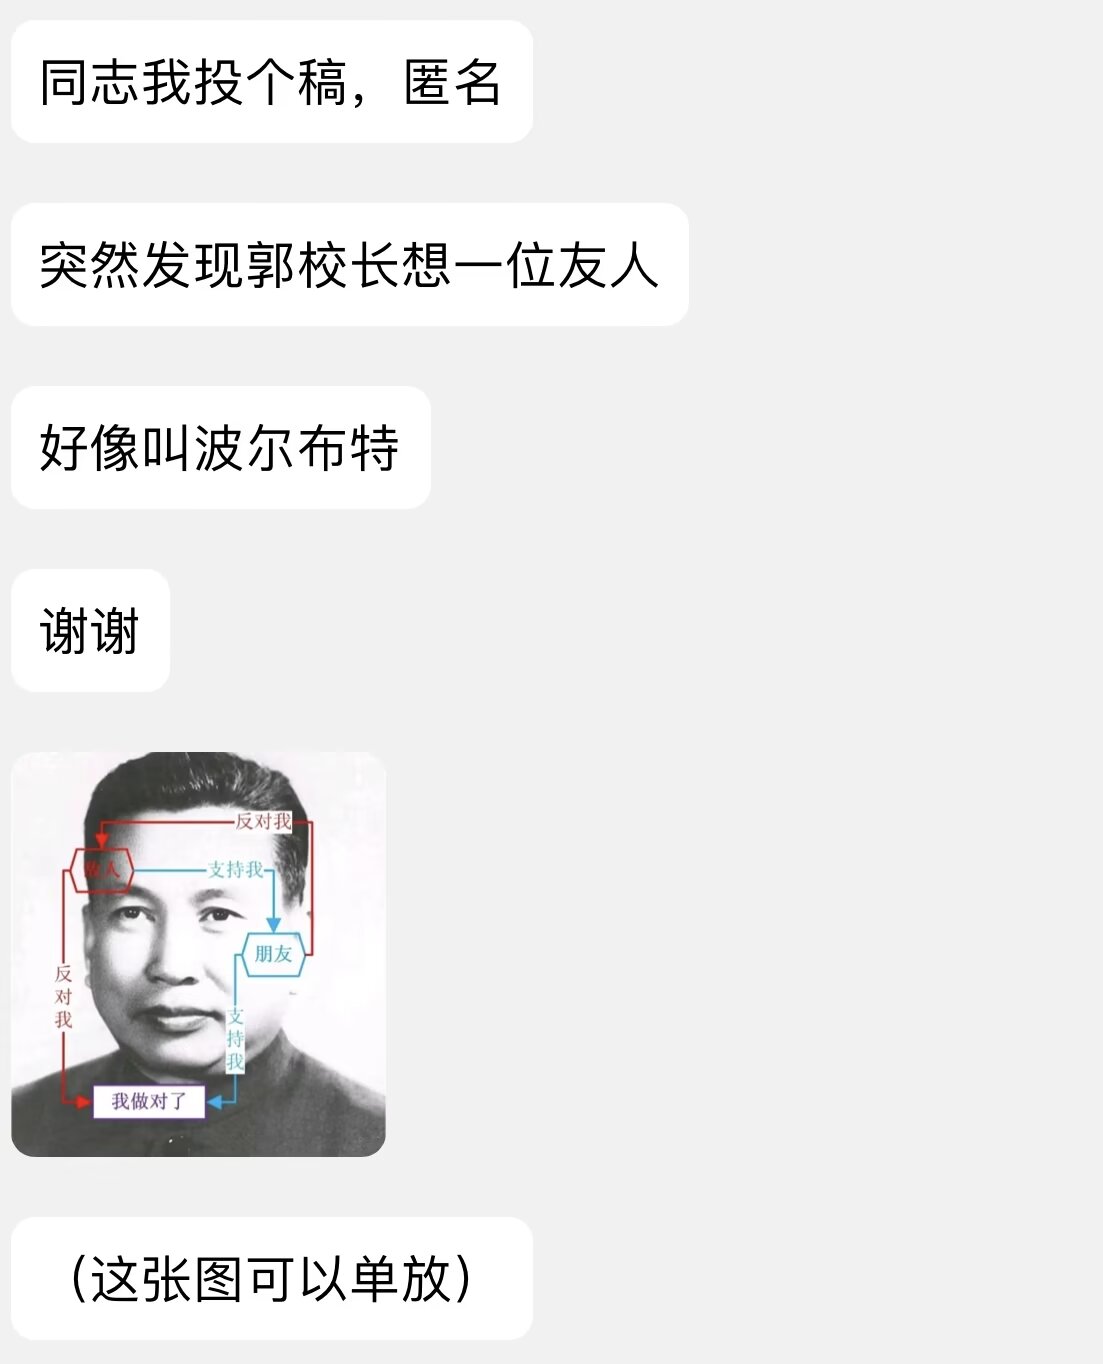 同志我投个稿，匿名
突然发现郭校长想一位友人
好像叫波尔布特
谢谢
反对我
敌人
支持我
朋友
反对我
支持我
我做对了
（这张图可以单放）